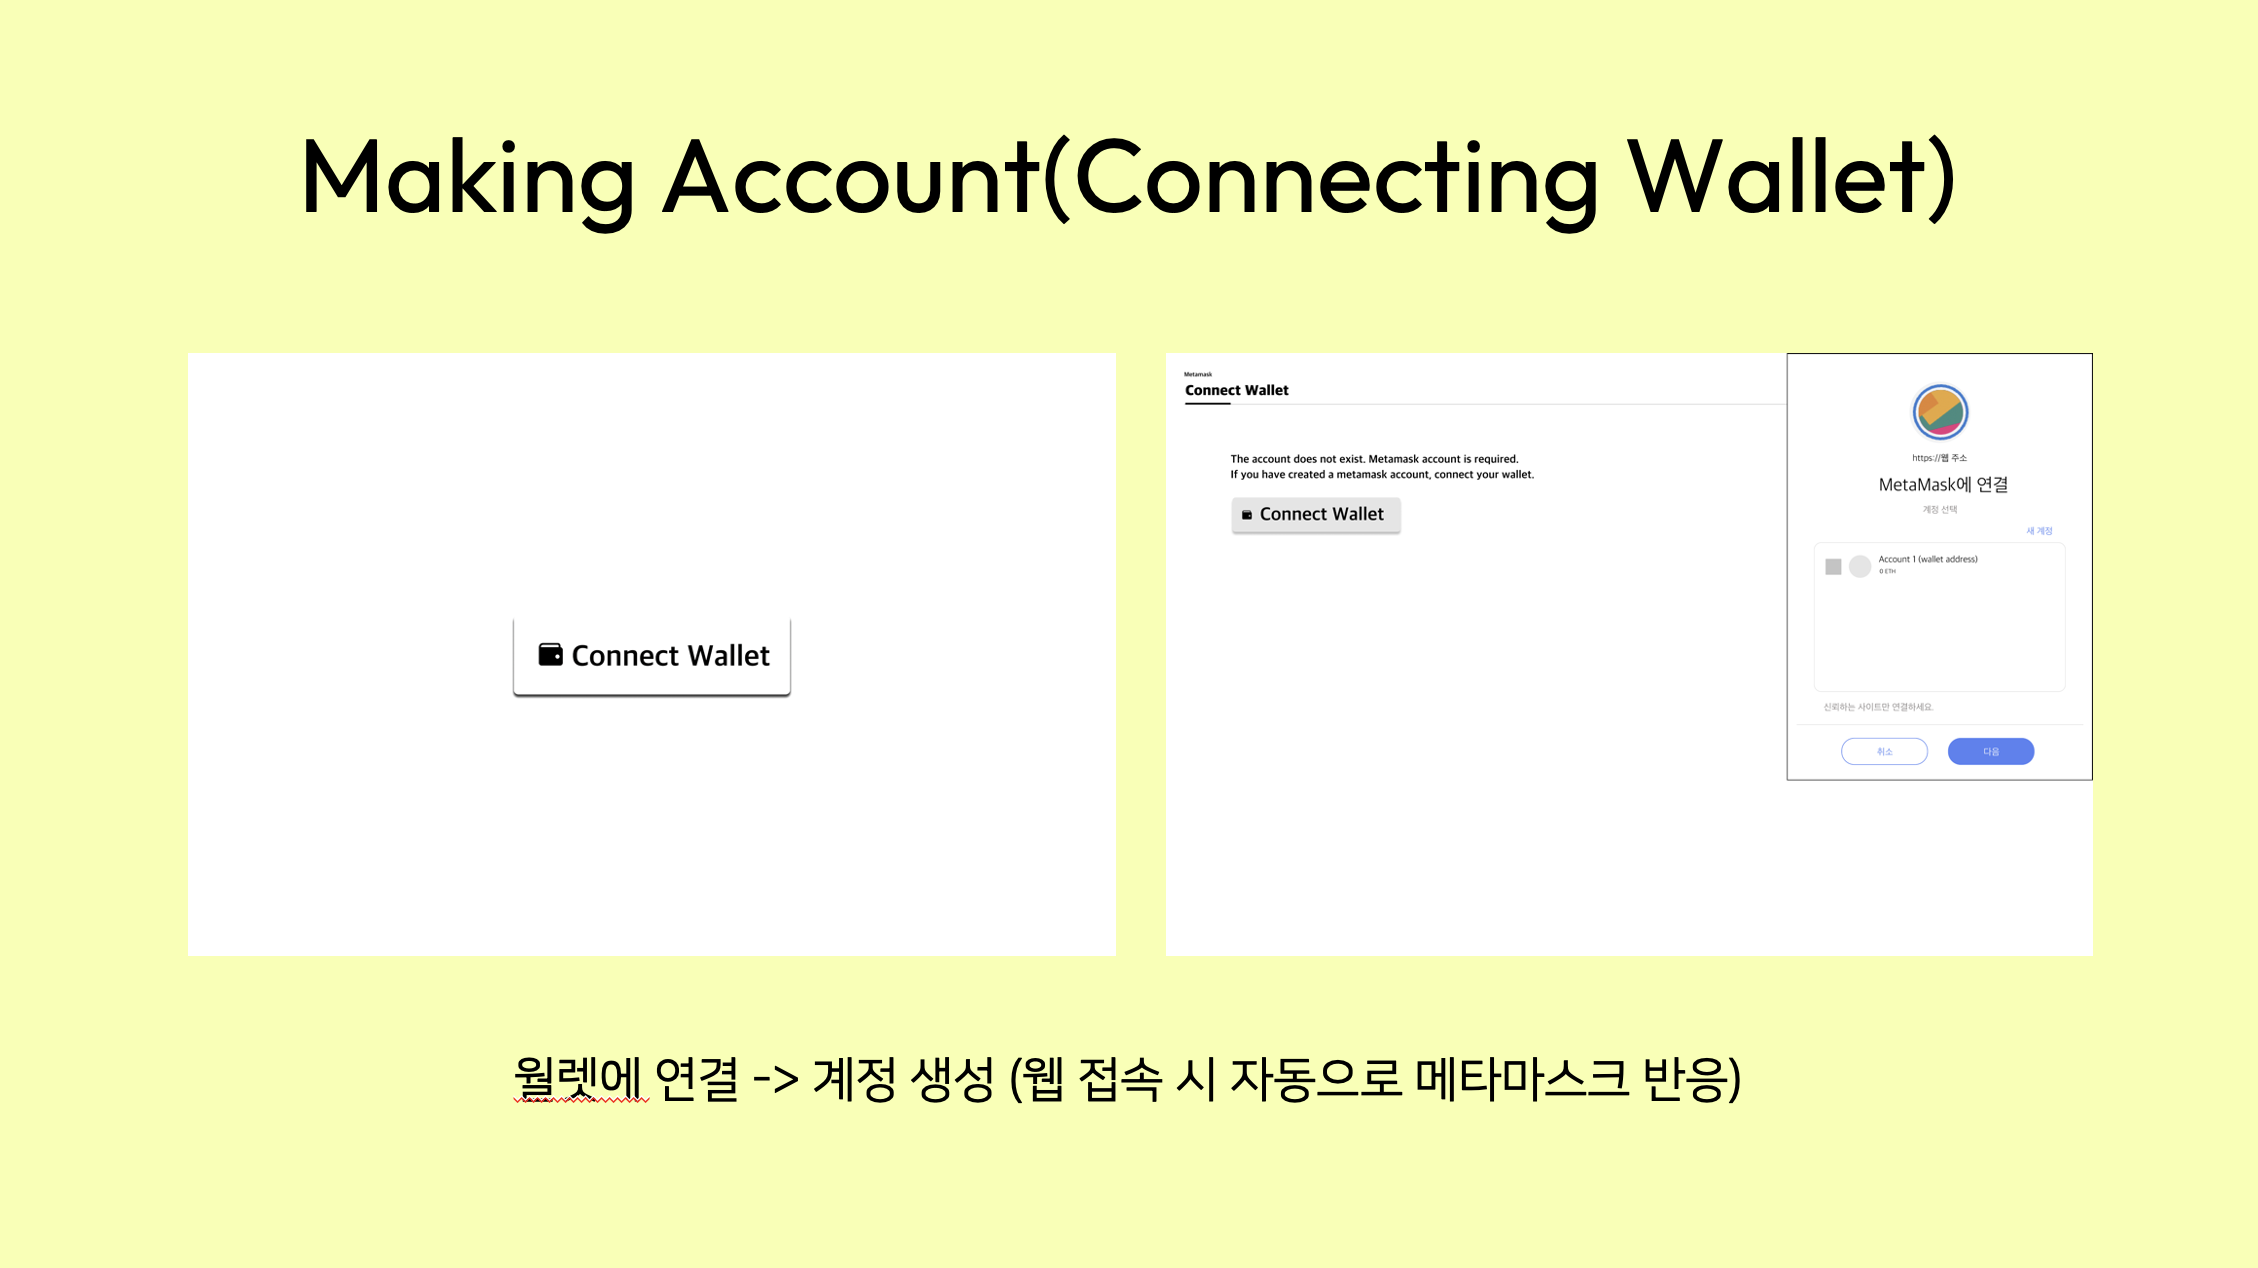 Making Account(Connecting Wallet)
Connect Wallet
Metamask
Connect Wallet
The account does not exist. Metamask account is required.
If you have created a metamask account, connect your wallet.
Connect Wallet
https://웹 주소
MetaMask에 연결
계정 선택
새 계정
Account 1 (wallet address)
0 ETH
신뢰하는 사이트만 연결하세요.
취소
다음
월렛에 연결 -> 계정 생성 (웹 접속 시 자동으로 메타마스크 반응)